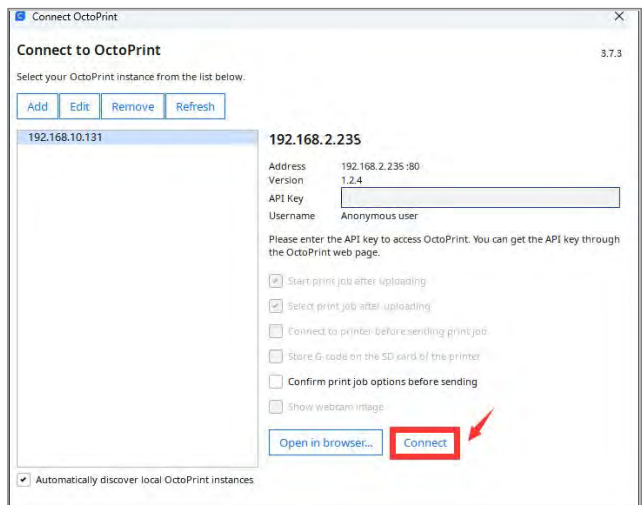 Connect OctoPrint
Connect to OctoPrint
3.7.3
Select your OctoPrint instance from the list below.
Add Edit Remove Refresh
192.168.10.131
192.168.2.235
Address 192.168.2.235 :80
Version 1.2.4
API Key
Username Anonymous user
Please enter the API key to access OctoPrint. You can get the API key through
the OctoPrint web page.
Start print job after uploading
Select print job after uploading
Connect to printer before sending print job
Store G-code on the SD card of the printer
Confirm print job options before sending
Show webcam image
Open in browser... Connect
Automatically discover local OctoPrint instances